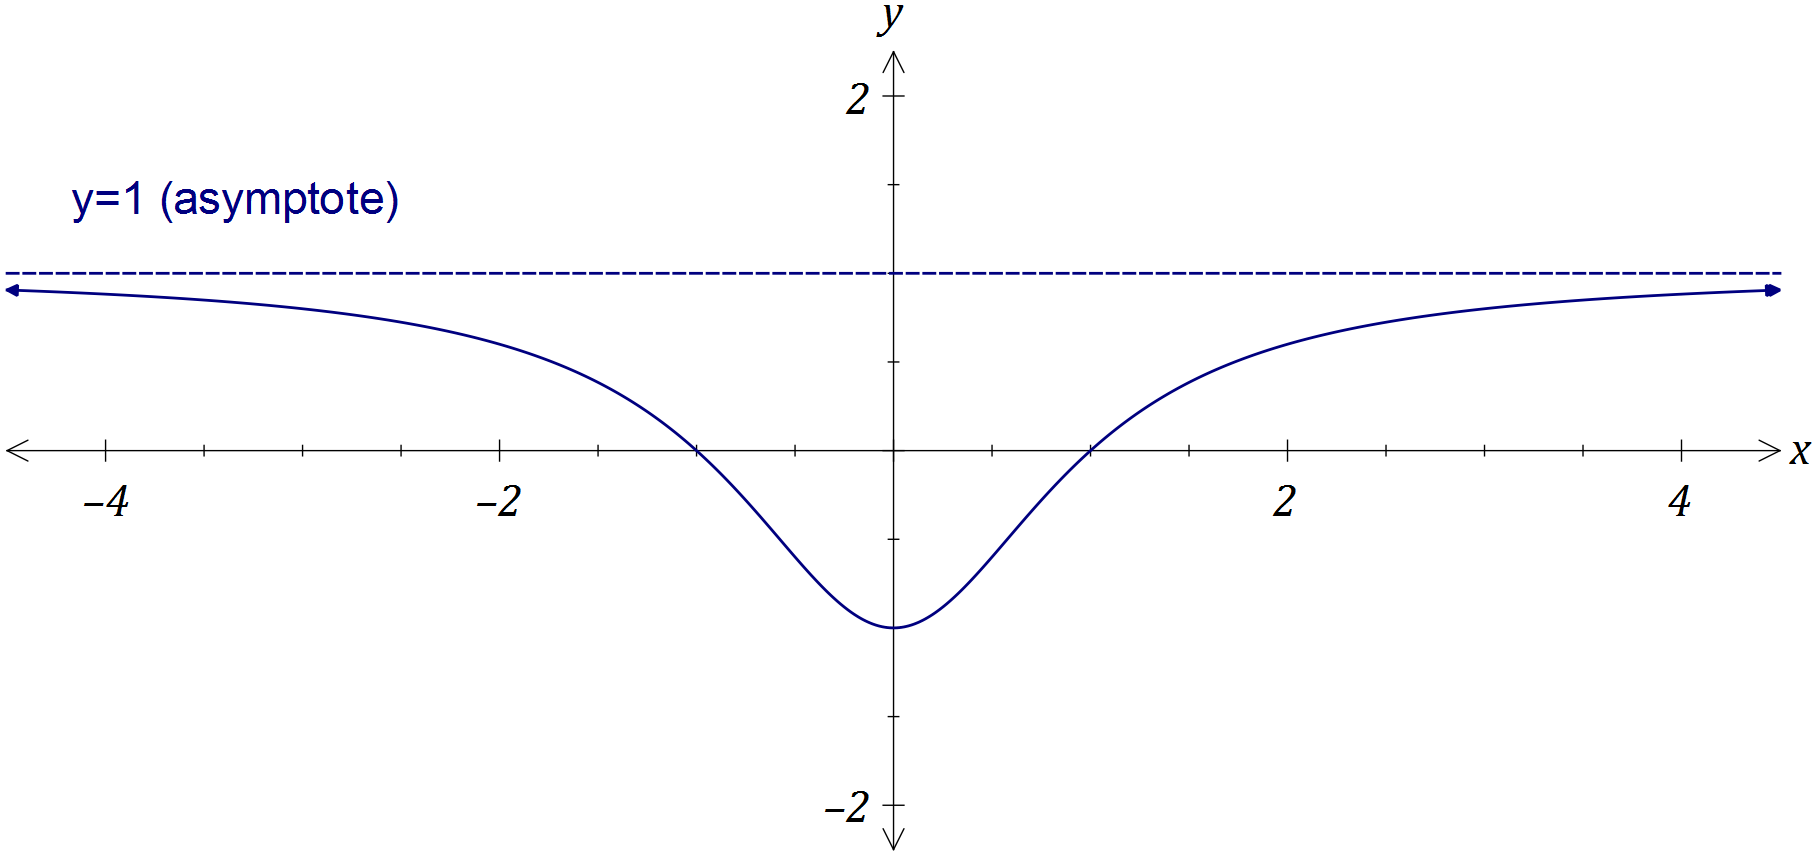 y
2
y=1 (asymptote)
x
–4
–2
2
4
–2